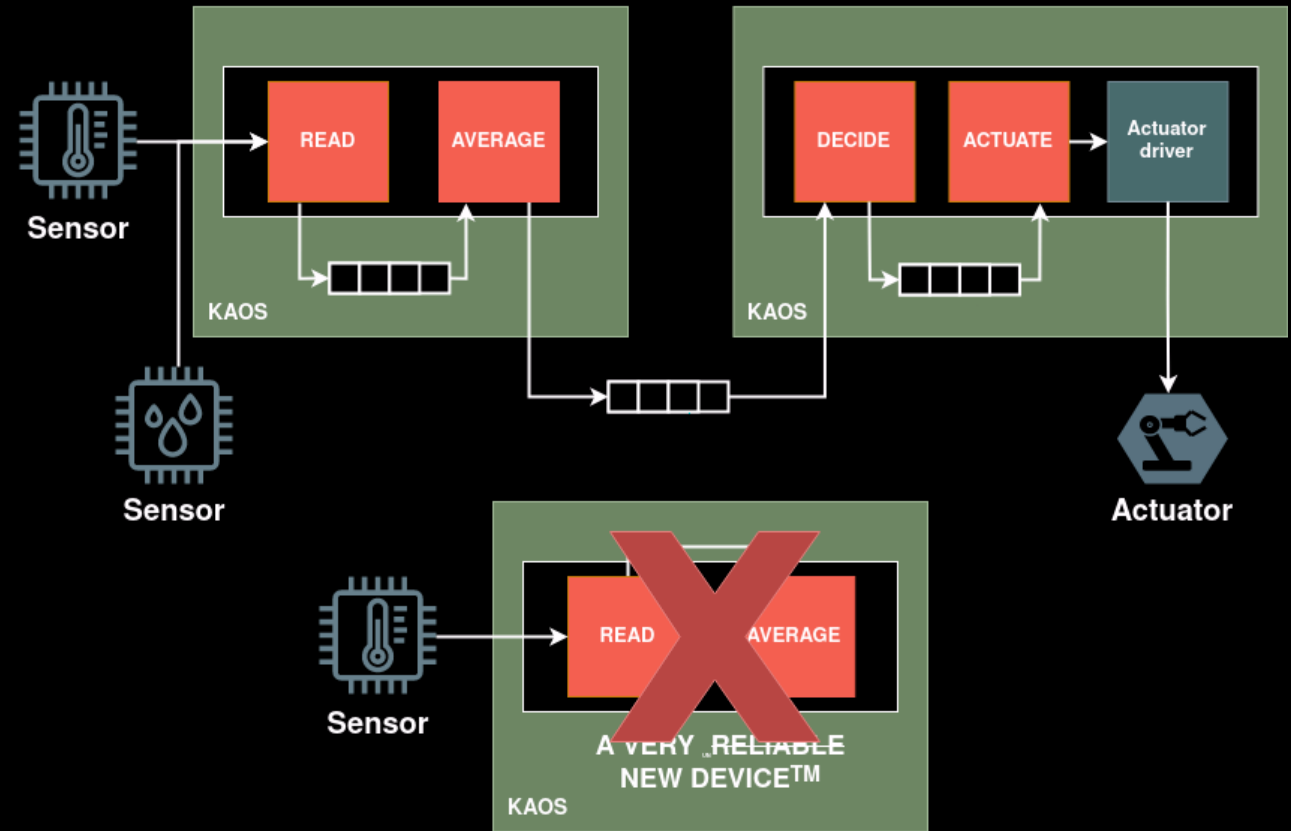 READ
AVERAGE
DECIDE
ACTUATE
Actuator
driver
Sensor
KAOS
KAOS
Sensor
Actuator
READ
AVERAGE
Sensor
A VERY RELIABLE
NEW DEVICE™
KAOS